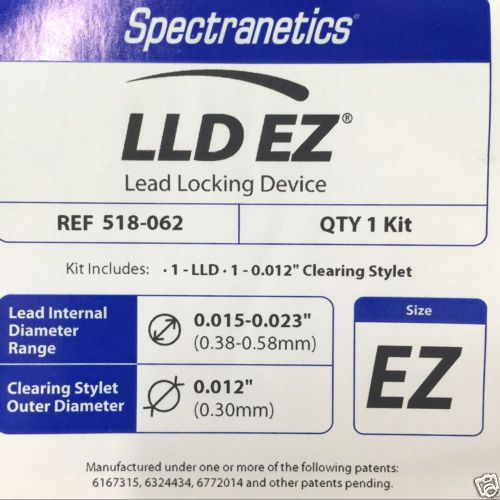 Spectranetics®
LLD EZ®
Lead Locking Device
REF 518-062
QTY 1 Kit
Kit Includes: · 1 - LLD · 1 - 0.012" Clearing Stylet
Lead Internal
Diameter
Range
0.015-0.023"
(0.38-0.58mm)
Clearing Stylet
Outer Diameter
0.012"
(0.30mm)
Size
EZ
Manufactured under one or more of the following patents:
6167315, 6324434, 6772014 and other patents pending.
ebay